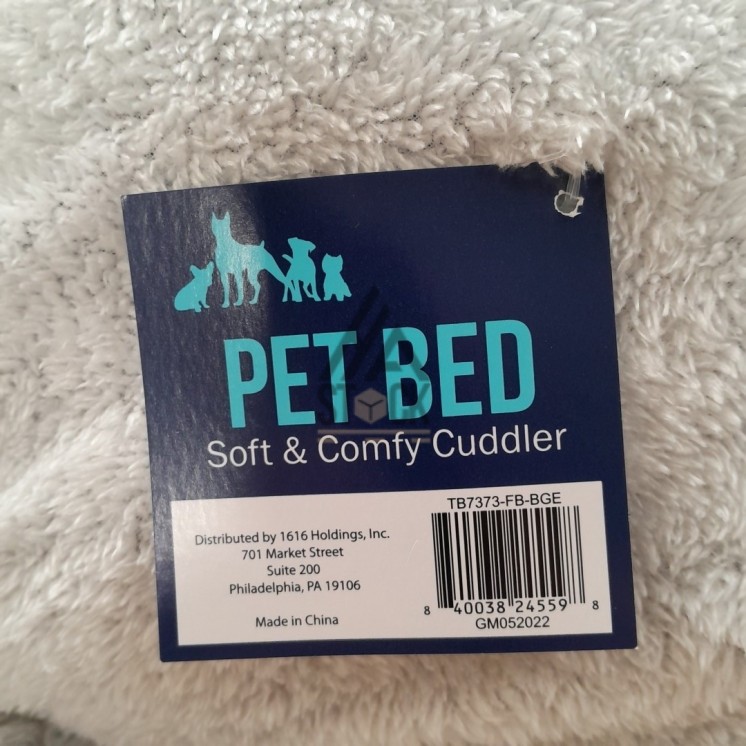 PET BED
STOCK
Soft & Comfy Cuddler
Distributed by 1616 Holdings, Inc.
701 Market Street
Suite 200
Philadelphia, PA 19106
Made in China
TB7373-FB-BGE
8 40038 24559 8
GM052022